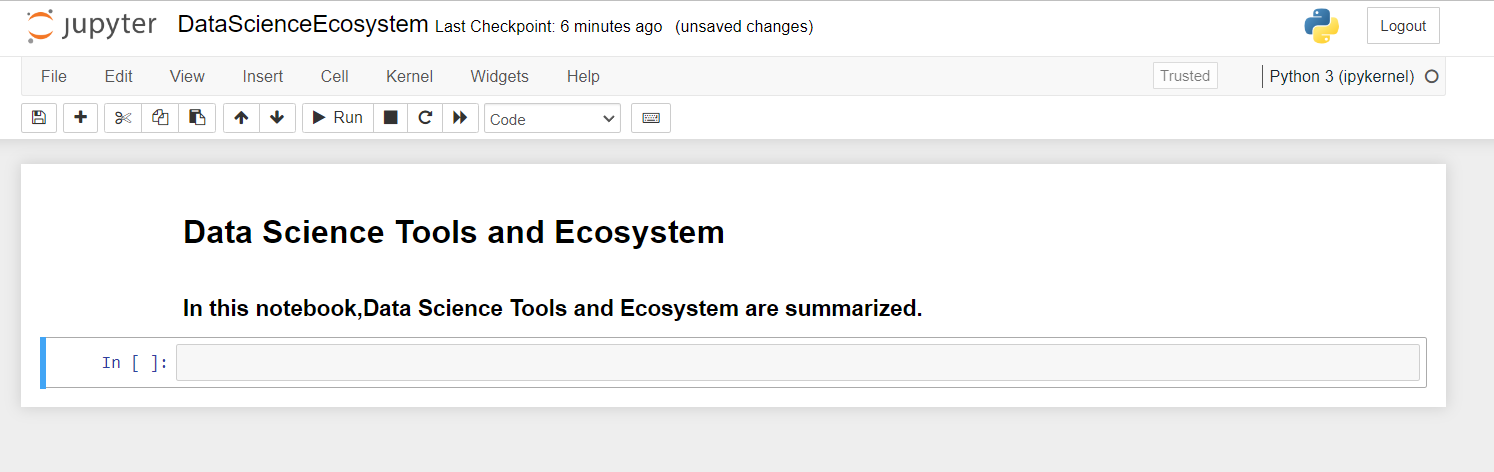 jupyter DataScienceEcosystem Last Checkpoint: 6 minutes ago (unsaved changes) Logout
File Edit View Insert Cell Kernel Widgets Help Trusted Python 3 (ipykernel)
Run Code
Data Science Tools and Ecosystem
In this notebook,Data Science Tools and Ecosystem are summarized.
In [ ]: